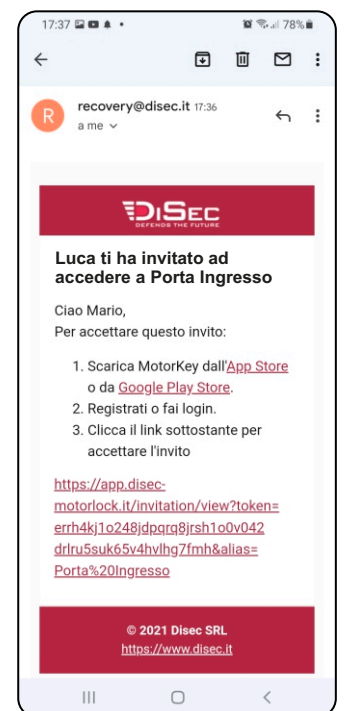 17:37 78%
recovery@disec.it 17:36
R
a me
DiSec
DEFENDS THE FUTURE
Luca ti ha invitato ad
accedere a Porta Ingresso
Ciao Mario,
Per accettare questo invito:
1. Scarica MotorKey dall'App Store
o da Google Play Store.
2. Registrati o fai login.
3. Clicca il link sottostante per
accettare l'invito
https://app.disec-
motorlock.it/invitation/view?token=
errh4kj1o248jdpqrq8jrsh1o0v042
drlru5suk65v4hvlhg7fmh&alias=
Porta%20Ingresso
© 2021 Disec SRL
https://www.disec.it